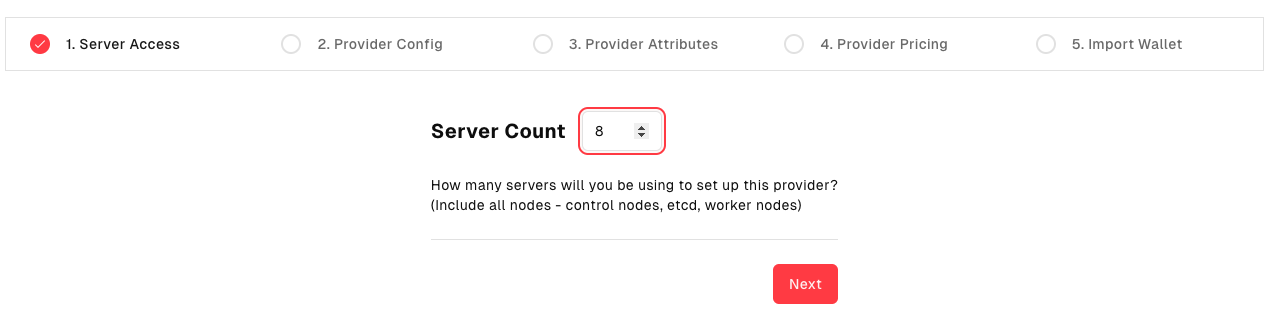 1. Server Access
2. Provider Config
3. Provider Attributes
4. Provider Pricing
5. Import Wallet
Server Count 8
How many servers will you be using to set up this provider?
(Include all nodes - control nodes, etcd, worker nodes)
Next